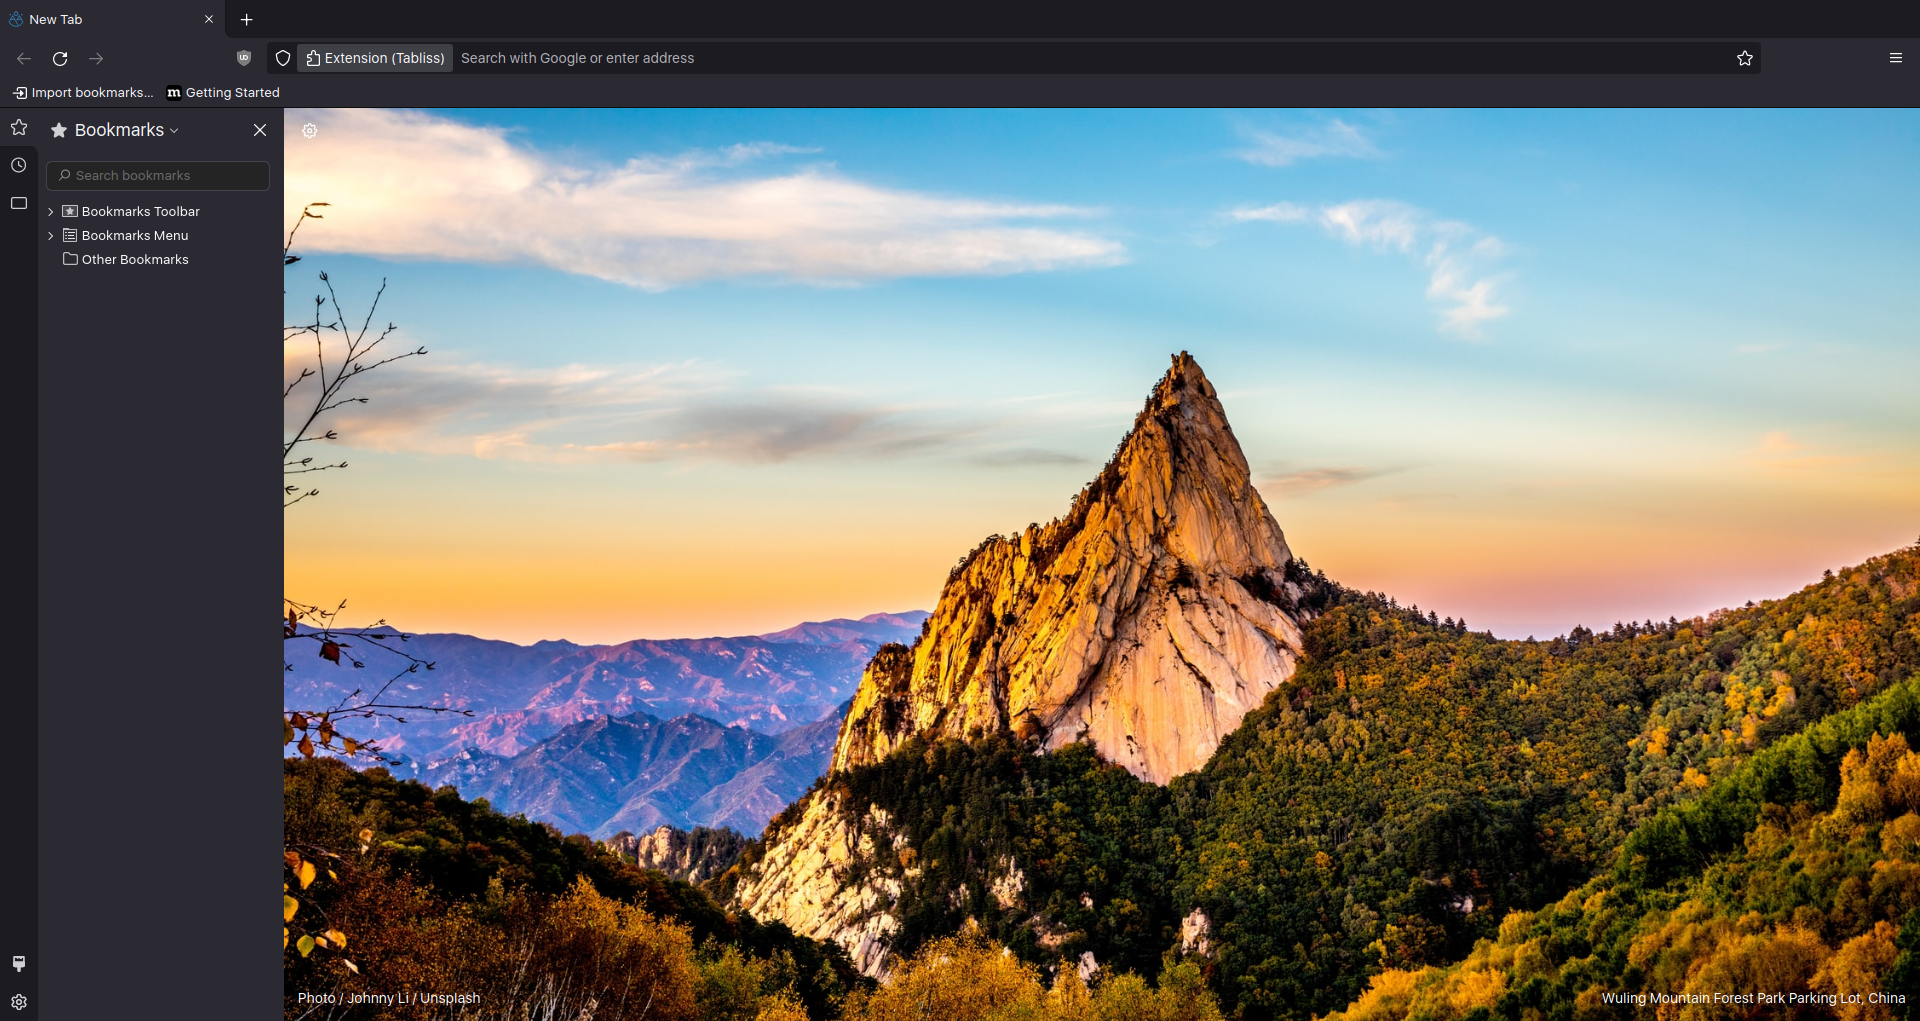 New Tab
Extension (Tabliss) Search with Google or enter address
Import bookmarks... Getting Started
Bookmarks
Search bookmarks
Bookmarks Toolbar
Bookmarks Menu
Other Bookmarks
Photo / Johnny Li / Unsplash
Wuling Mountain Forest Park Parking Lot, China